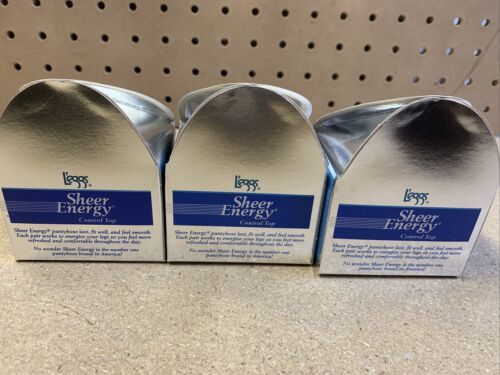 L'eggs®
Sheer
Energy™
Control Top
Sheer Energy® pantyhose last, fit well, and feel smooth.
Each pair works to energize your legs so you feel more
refreshed and comfortable throughout the day.
No wonder Sheer Energy is the number one
pantyhose brand in America!
L'eggs®
Sheer
Energy™
Control Top
Sheer Energy® pantyhose last, fit well, and feel smooth.
Each pair works to energize your legs so you feel more
refreshed and comfortable throughout the day.
No wonder Sheer Energy is the number one
pantyhose brand in America!
L'eggs®
Sheer
Energy™
Control Top
Sheer Energy® pantyhose last, fit well, and feel smooth.
Each pair works to energize your legs so you feel more
refreshed and comfortable throughout the day.
No wonder Sheer Energy is the number one
pantyhose brand in America!